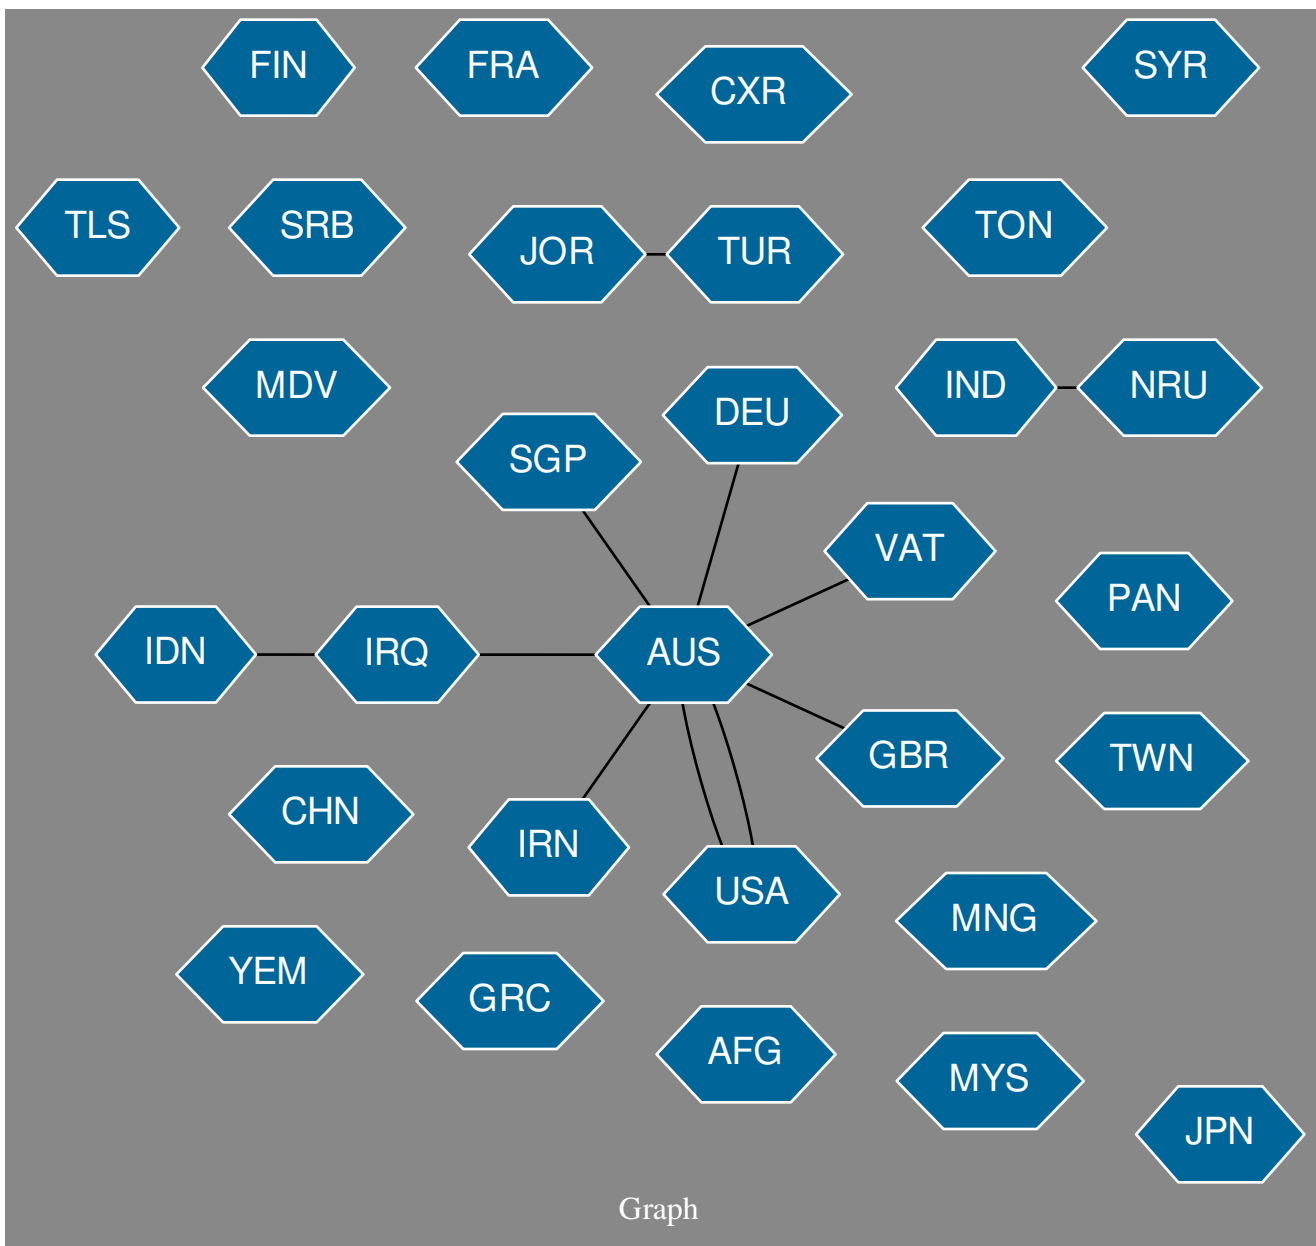 FIN
FRA
CXR
SYR
TLS
SRB
JOR
TUR
TON
MDV
DEU
IND
NRU
SGP
VAT
PAN
IDN
IRQ
AUS
GBR
TWN
CHN
IRN
USA
MNG
YEM
GRC
AFG
MYS
JPN
Graph